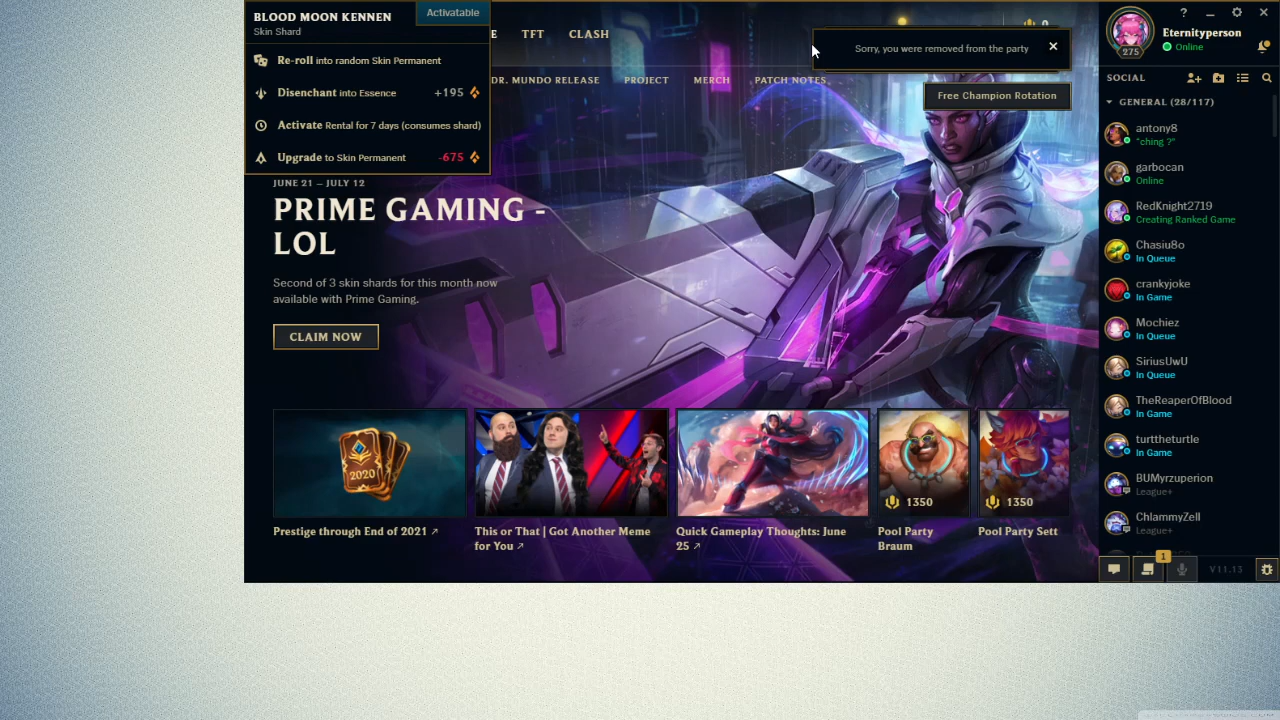 BLOOD MOON KENNEN
Activatable
Skin Shard
Re-roll into random Skin Permanent
Disenchant into Essence +195
Activate Rental for 7 days (consumes shard)
Upgrade to Skin Permanent -675
E TFT CLASH
0
DR. MUNDO RELEASE PROJECT MERCH PATCH NOTES
Sorry, you were removed from the party
Free Champion Rotation
JUNE 21 – JULY 12
PRIME GAMING -
LOL
Second of 3 skin shards for this month now
available with Prime Gaming.
CLAIM NOW
2020
Prestige through End of 2021
This or That | Got Another Meme
for You
Quick Gameplay Thoughts: June
25
1350
Pool Party
Braum
1350
Pool Party Sett
?
Eternityperson
Online
275
SOCIAL
GENERAL (28/117)
antony8
"ching ?"
garbocan
Online
RedKnight2719
Creating Ranked Game
Chasiu8o
In Queue
crankyjoke
In Game
Mochiez
In Queue
SiriusUwU
In Queue
TheReaperOfBlood
In Game
turttheturtle
In Game
BUMyrzuperion
League+
ChlammyZell
League+
1
V11.13